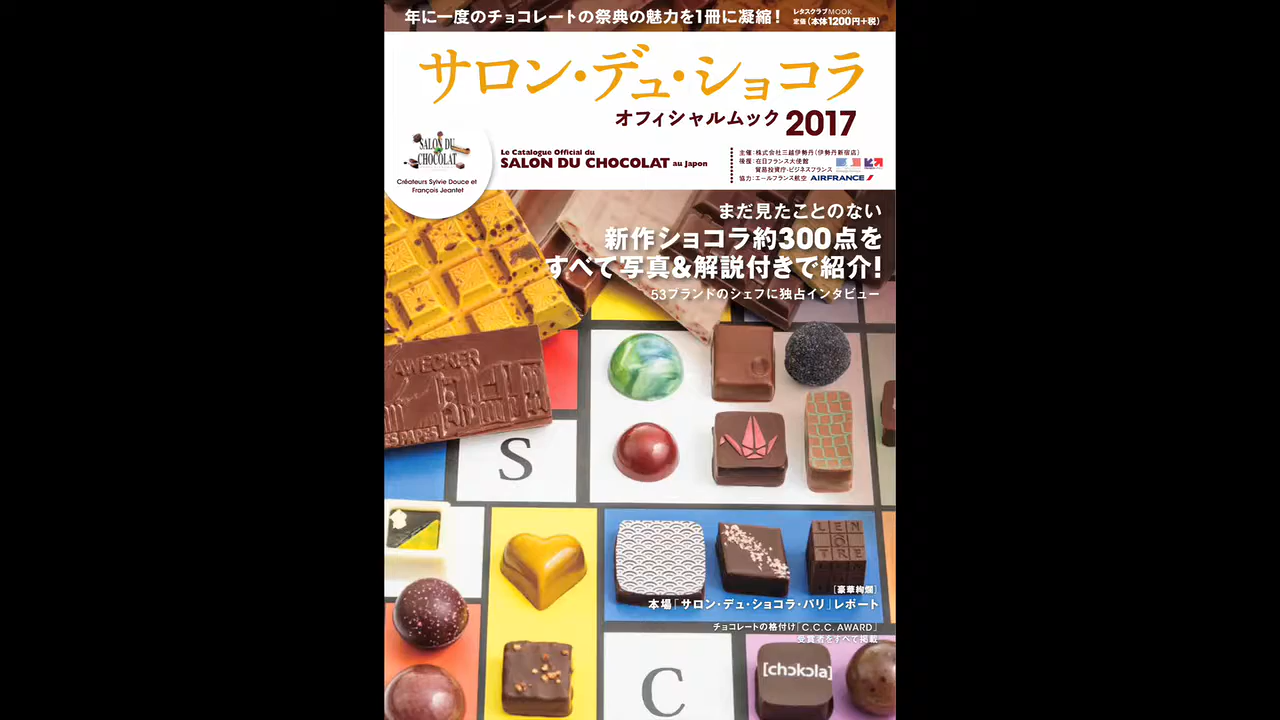 年に一度のチョコレートの祭典の魅力を1冊に凝縮!
レタスクラブMOOK
定価(本体1200円+税)
サロン・デュ・ショコラ
オフィシャルムック 2017
SALON DU
CHOCOLAT
Créateurs Sylvie Douce et
François Jeantet
Le Catalogue Officiel du
SALON DU CHOCOLAT au Japon
主催:株式会社三越伊勢丹(伊勢丹新宿店)
後援:在日フランス大使館
貿易投資庁-ビジネスフランス
協力:エールフランス航空 AIRFRANCE
まだ見たことのない
新作ショコラ約300点を
すべて写真&解説付きで紹介!
53ブランドのシェフに独占インタビュー
S
LEN
ÔTRE
[豪華絢爛]
本場「サロン・デュ・ショコラ・パリ」レポート
チョコレートの格付け「C.C.C. AWARD」
受賞者をすべて掲載
C
[chɔkɔla]